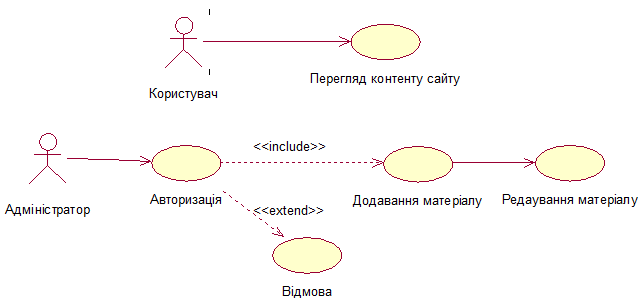 Користувач
Перегляд контенту сайту
Адміністратор
Авторизація
<<include>>
Додавання матеріалу
Редаування матеріалу
<<extend>>
Відмова